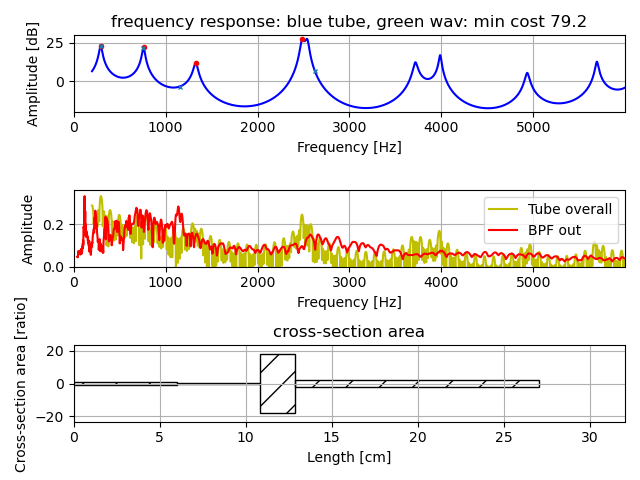 frequency response: blue tube, green wav: min cost 79.2
Amplitude [dB]
25
0
0
1000
2000
3000
4000
5000
Frequency [Hz]
Amplitude
0.2
0.0
Tube overall
BPF out
0
1000
2000
3000
4000
5000
Frequency [Hz]
cross-section area
Cross-section area [ratio]
20
0
−20
0
5
10
15
20
25
30
Length [cm]